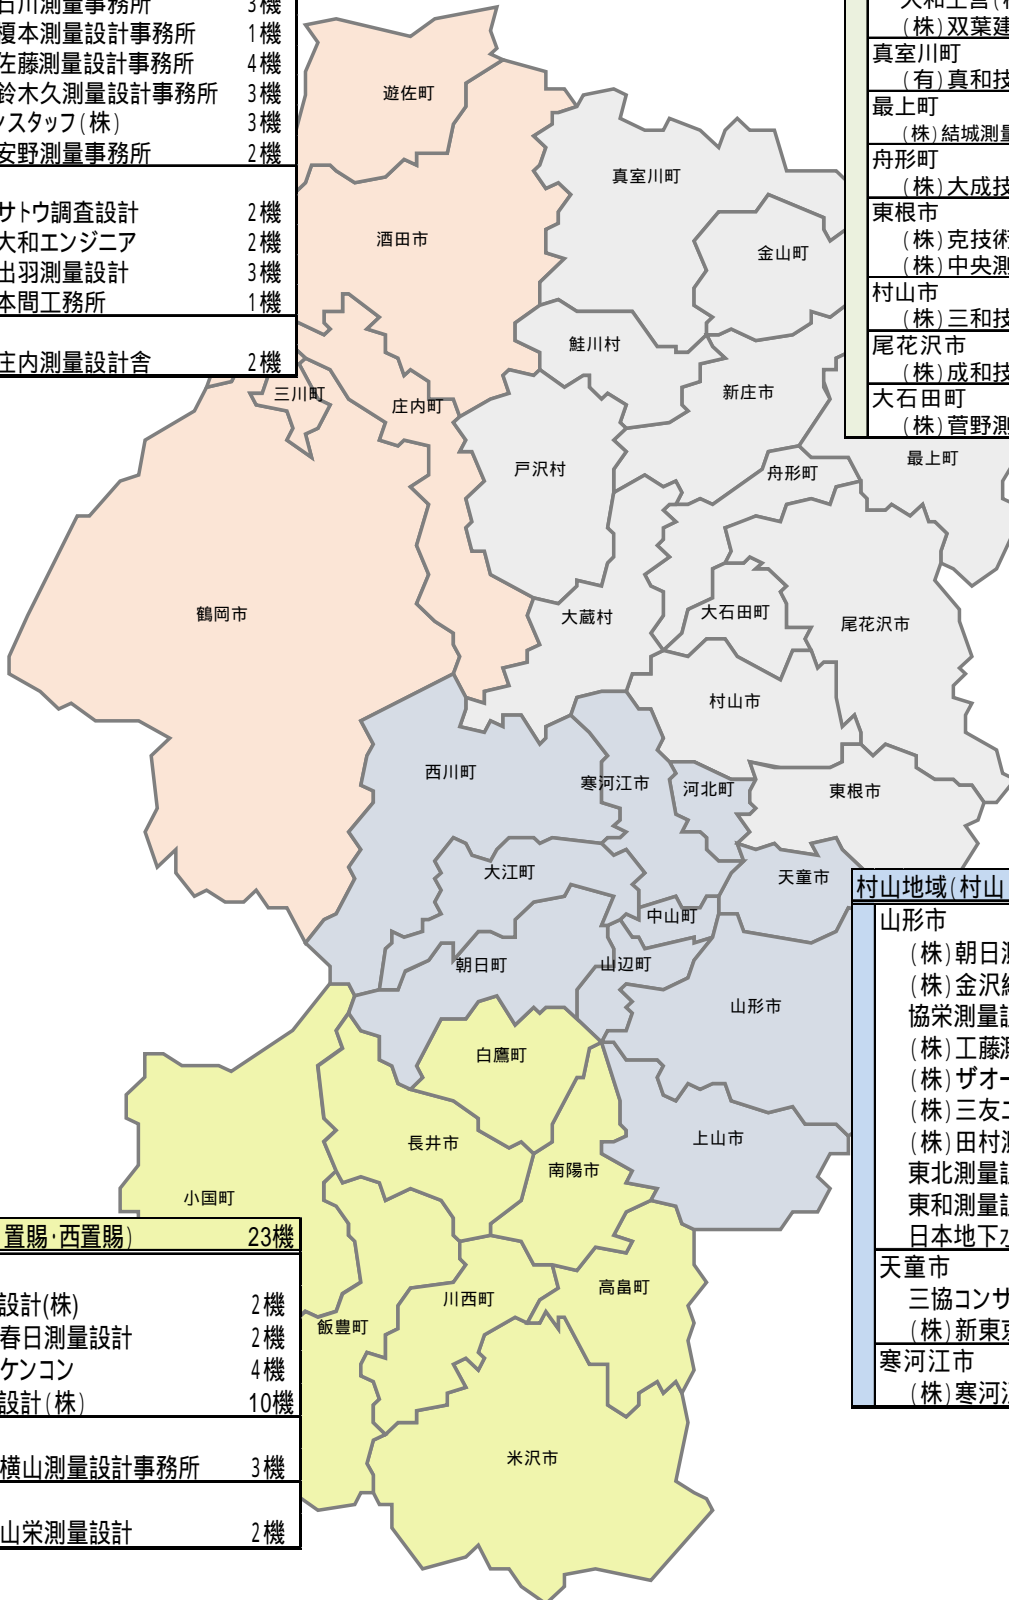 石川測量事務所 3機
榎本測量設計事務所 1機
佐藤測量設計事務所 4機
鈴木久測量設計事務所 3機
スタッフ(株) 3機
安野測量事務所 2機
サトウ調査設計 2機
大和エンジニア 2機
出羽測量設計 3機
本間工務所 1機
庄内測量設計舎 2機
(株)双葉建
真室川町
(有)真和技
最上町
(株)結城測量
舟形町
(株)大成技
東根市
(株)克技術
(株)中央測
村山市
(株)三和技
尾花沢市
(株)成和技
大石田町
(株)菅野測
遊佐町
真室川町
酒田市
金山町
鮭川村
三川町
庄内町
新庄市
戸沢村
舟形町
最上町
鶴岡市
大蔵村
大石田町
尾花沢市
村山市
西川町
寒河江市
河北町
東根市
大江町
天童市
中山町
朝日町
山辺町
山形市
白鷹町
長井市
上山市
南陽市
小国町
高畠町
川西町
飯豊町
米沢市
村山地域(村山
山形市
(株)朝日測
(株)金沢
協栄測量設
(株)工藤測
(株)ザオー
(株)三友エ
(株)田村測
東北測量設
東和測量設
日本地下水
天童市
三協コンサ
(株)新東京
寒河江市
(株)寒河江
置賜・西置賜) 23機
設計(株) 2機
春日測量設計 2機
ケンコン 4機
設計(株) 10機
横山測量設計事務所 3機
山栄測量設計 2機